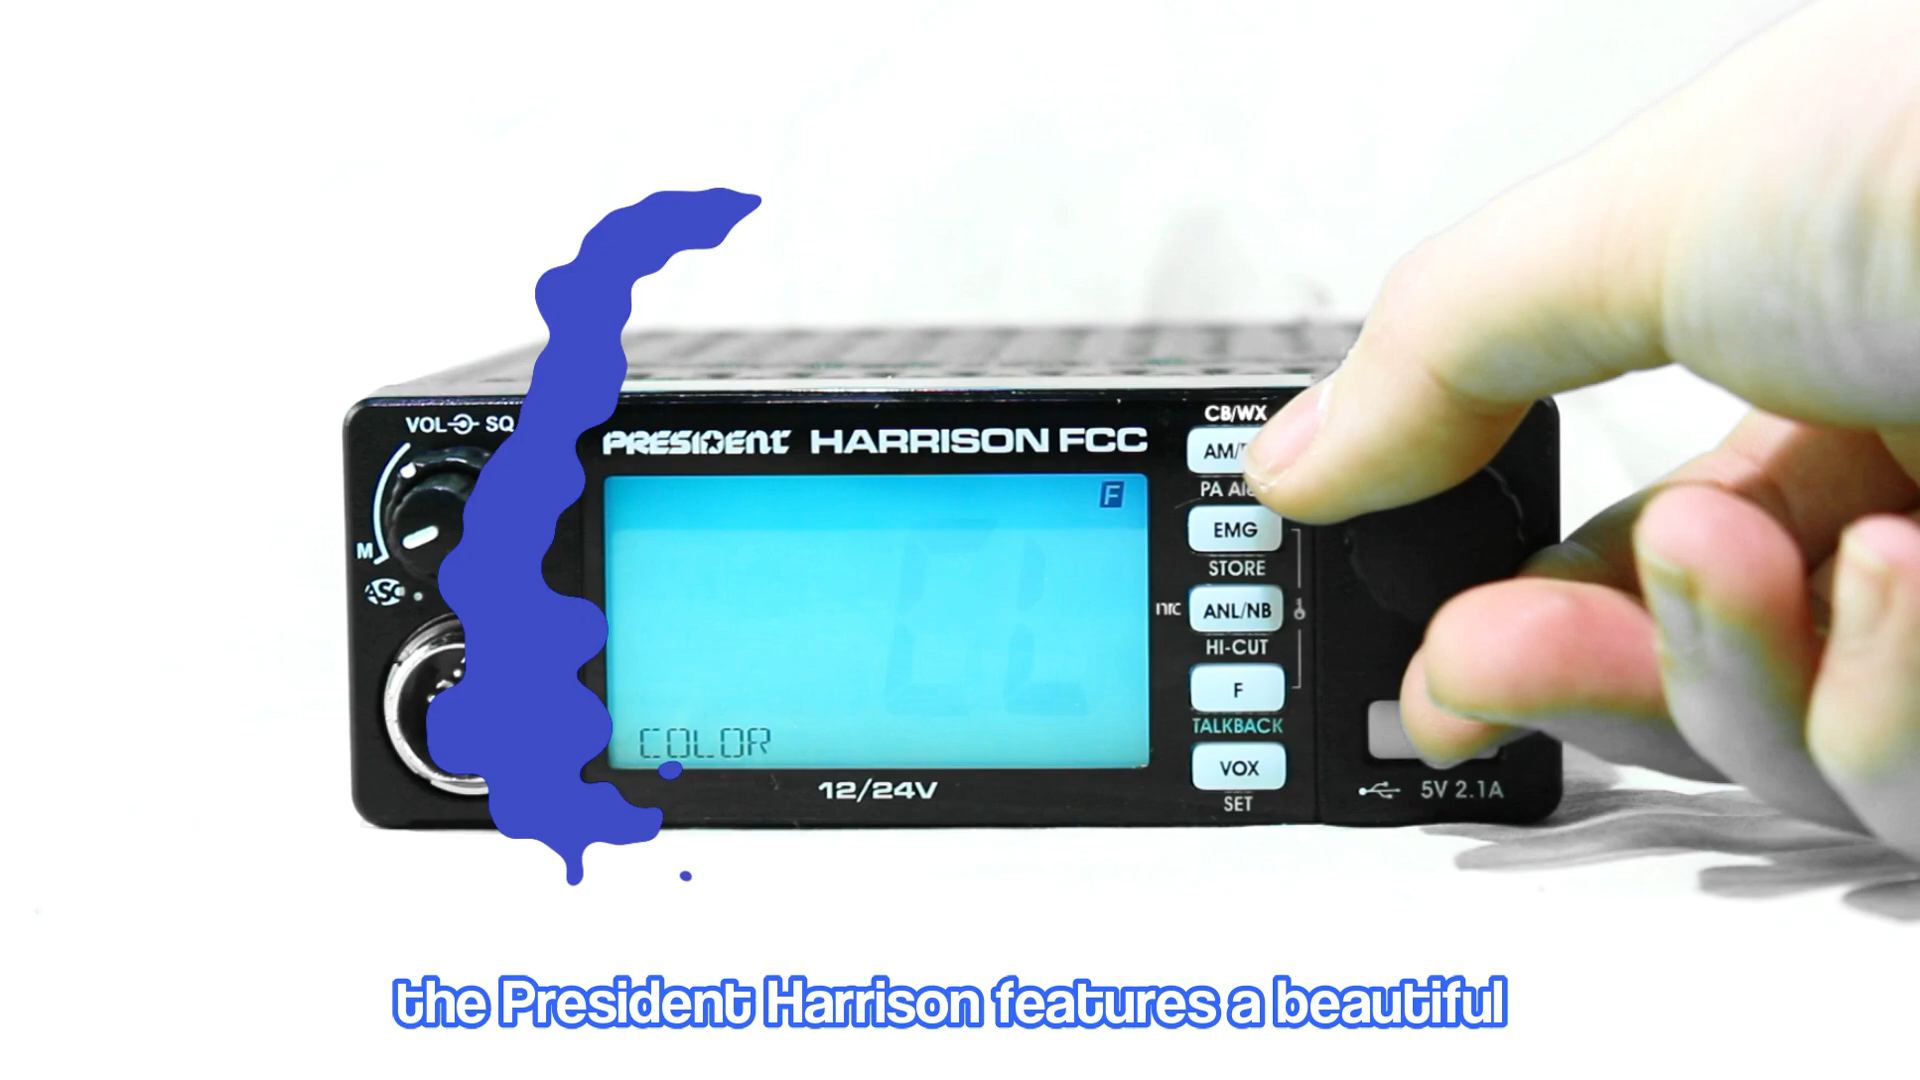 CB/WX
VOL SQ
PRESIDENT HARRISON FCC
AM/
PA
F
EMG
STORE
M
ASC
ANL/NB
HI-CUT
F
TALKBACK
COLOR
VOX
12/24V
5V 2.1A
SET
the President Harrison features a beautiful